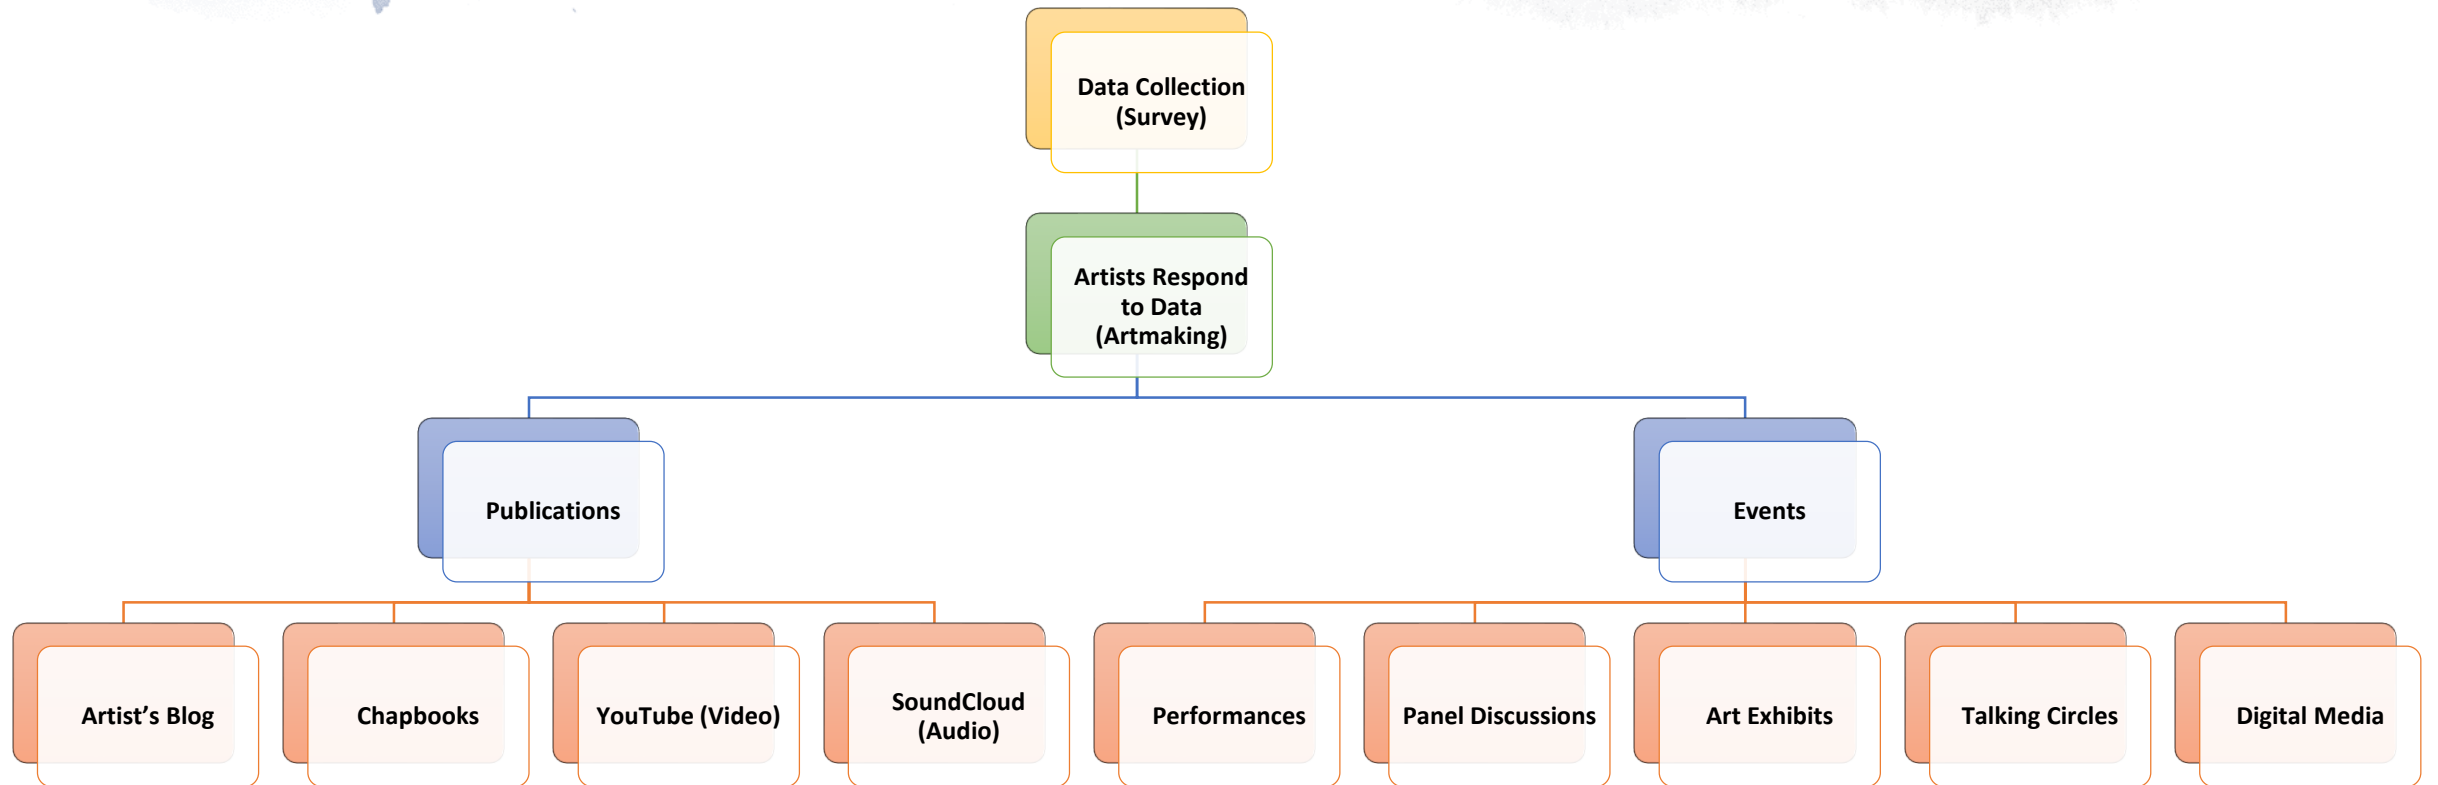 Data Collection
(Survey)
Artists Respond
to Data
(Artmaking)
Publications
Events
Artist’s Blog
Chapbooks
YouTube (Video)
SoundCloud
(Audio)
Performances
Panel Discussions
Art Exhibits
Talking Circles
Digital Media